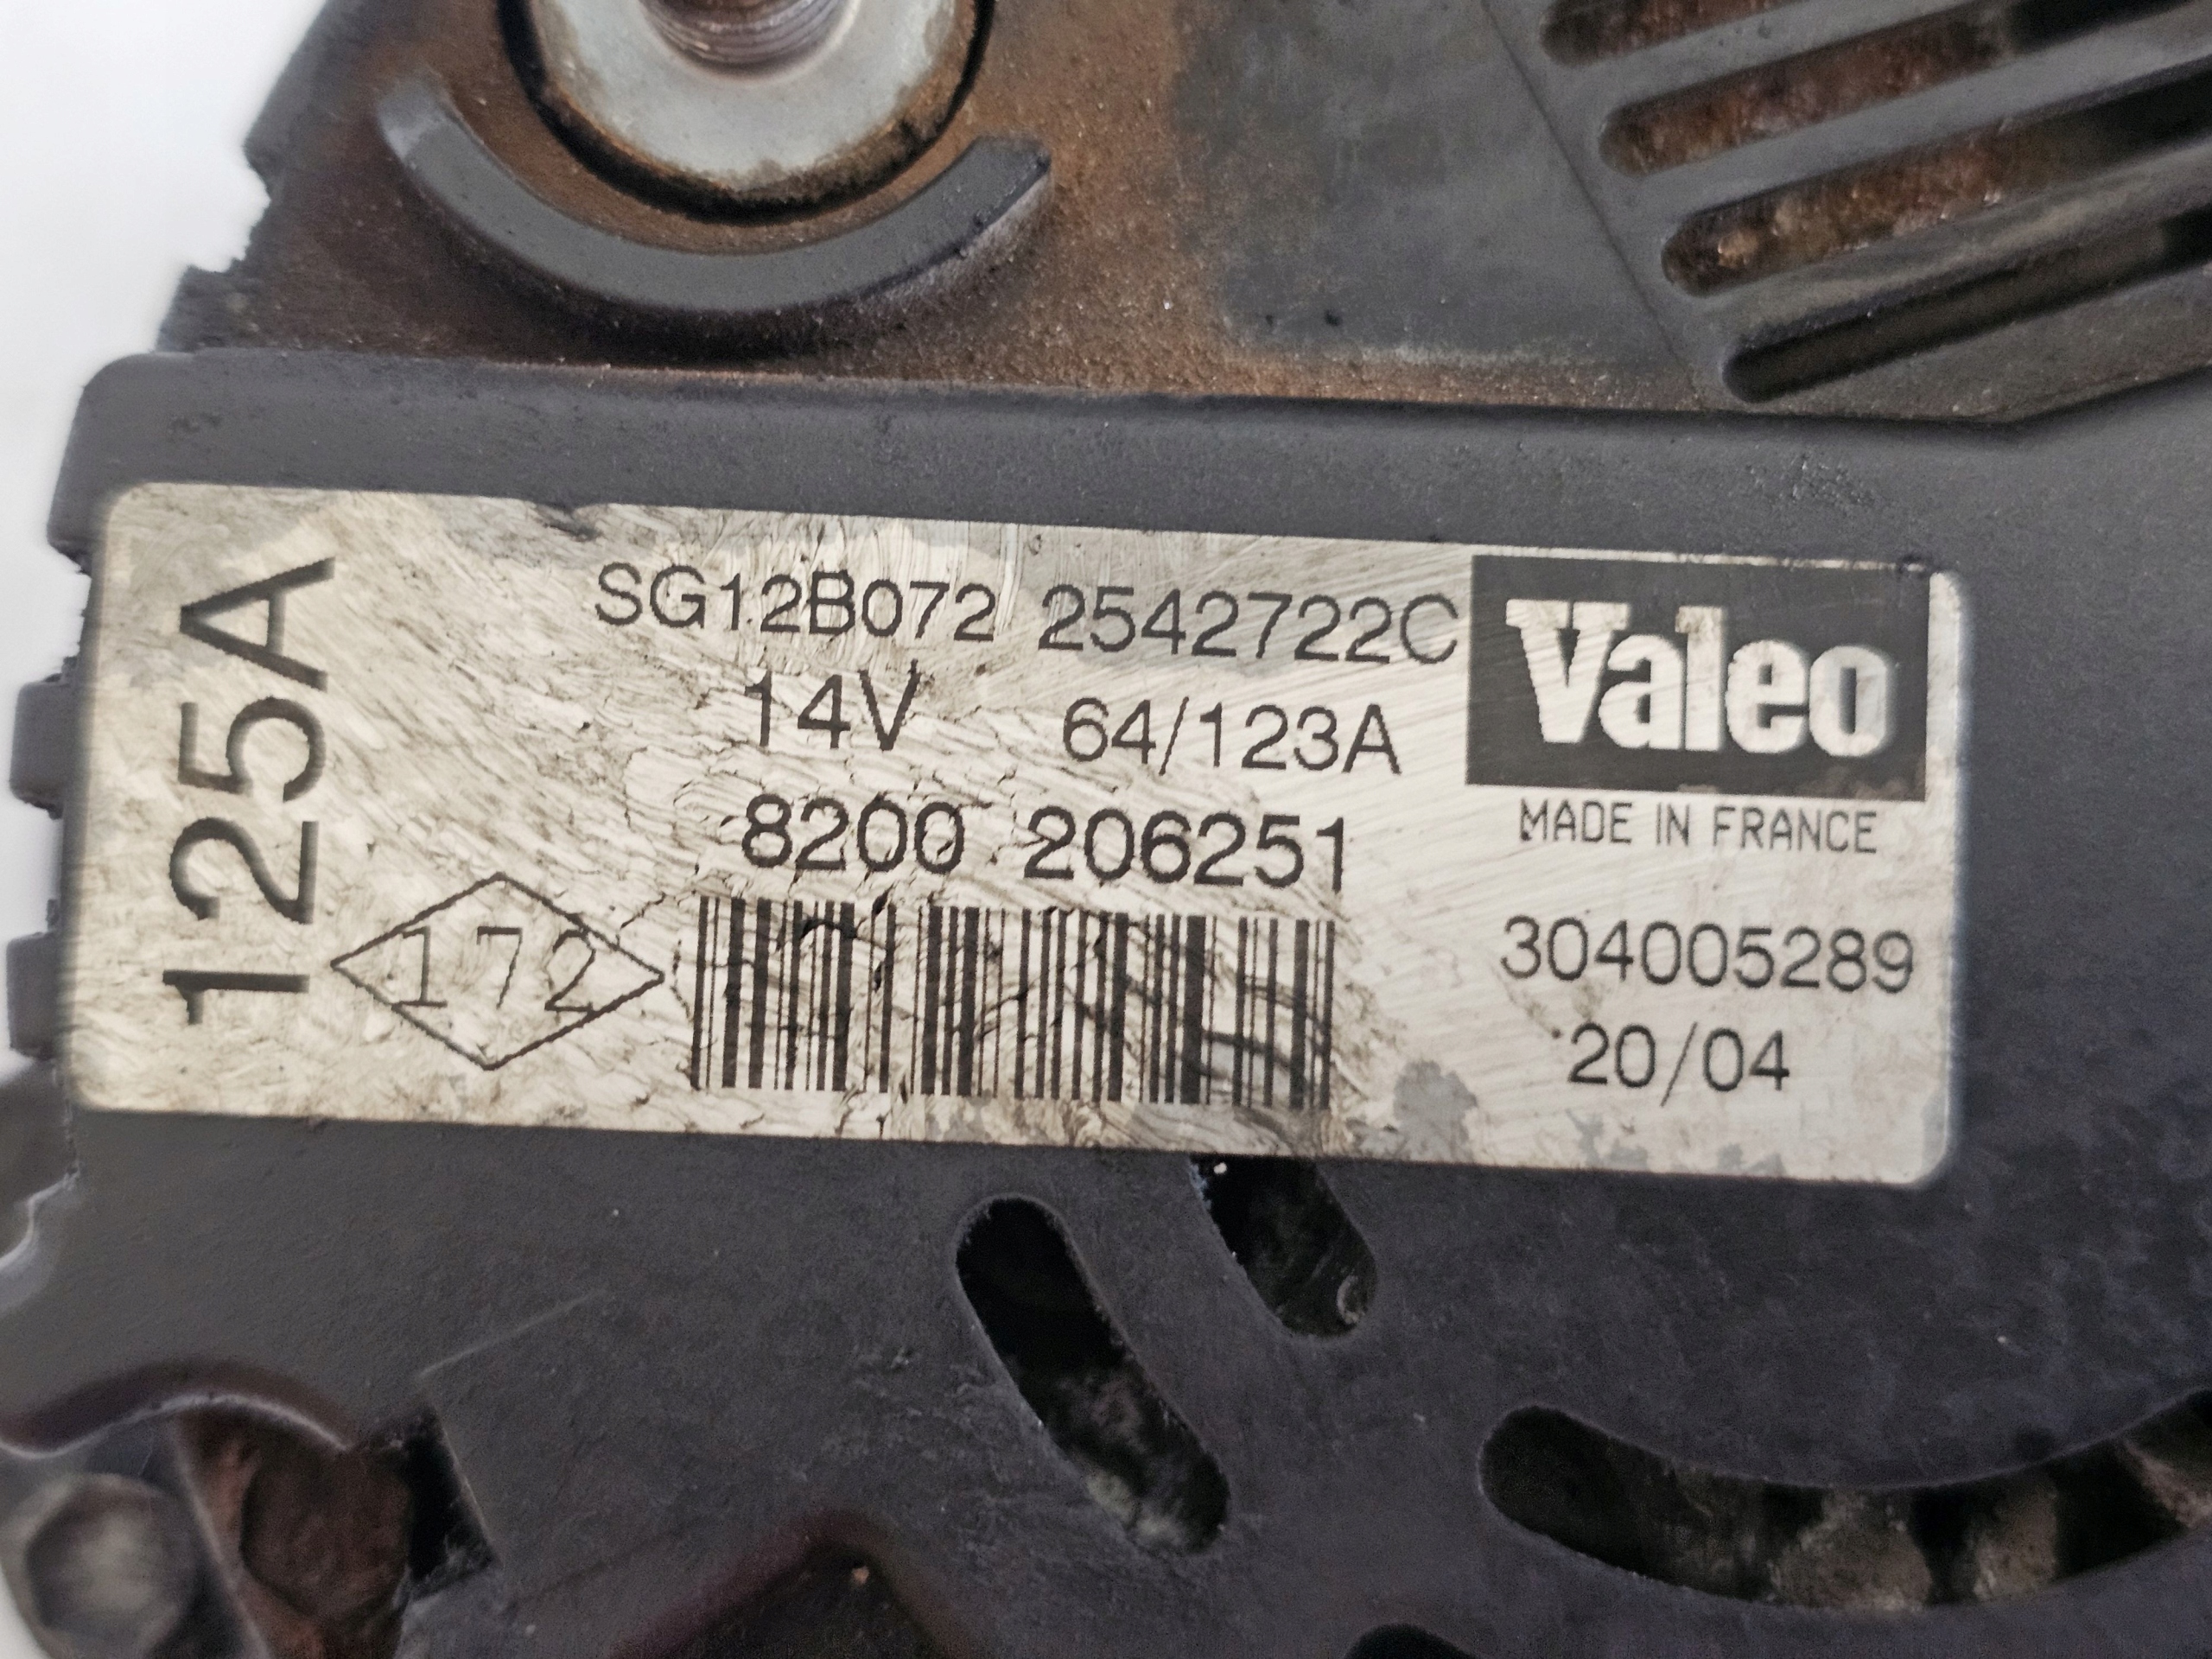 125A
SG12B072 2542722C
14V 64/123A
8200 206251
172
Valeo
MADE IN FRANCE
304005289
20/04